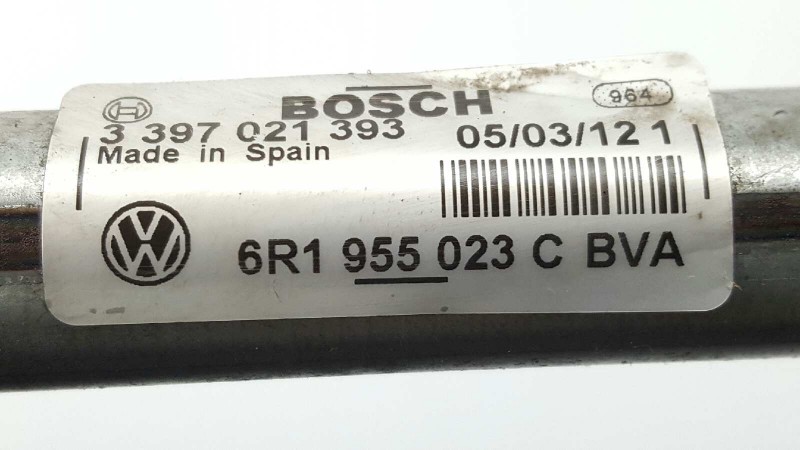 BOSCH
964
3 397 021 393
05/03/12 1
Made in Spain
6R1 955 023 C BVA